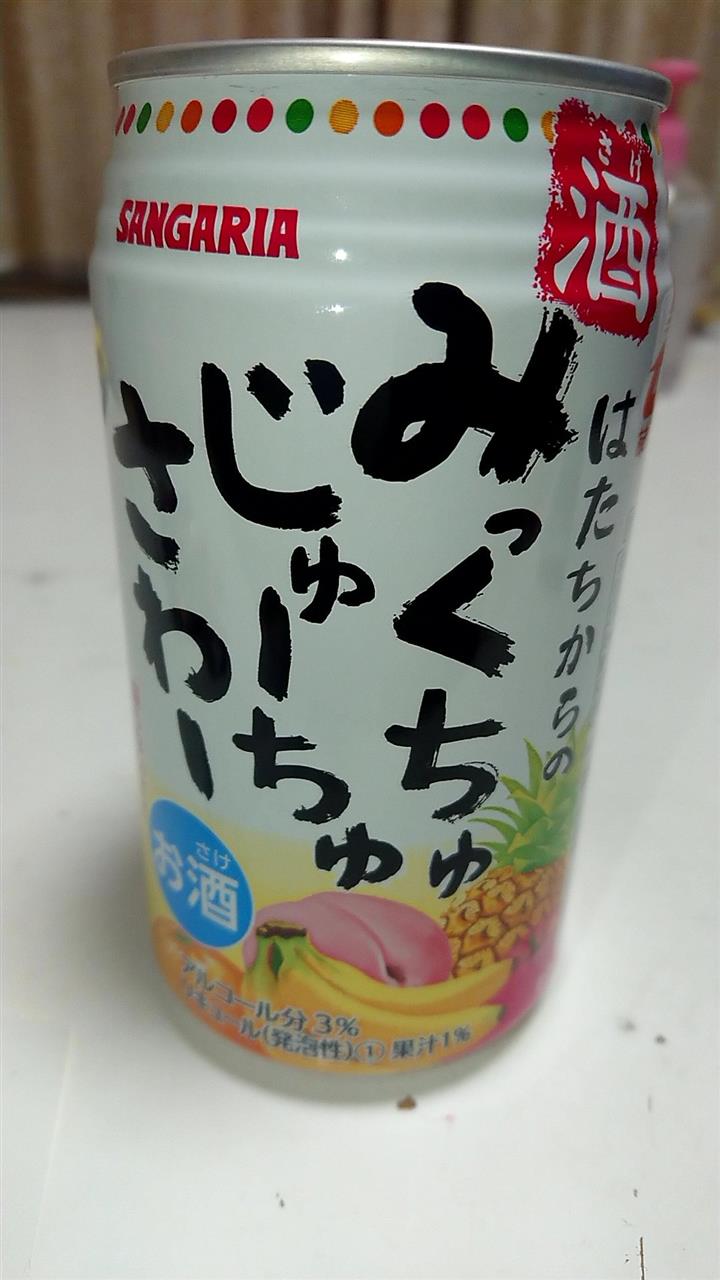 SANGARIA
さけ
酒
はたちからの
みっくちゅ
じゅーちゅ
さわー
さけ
お酒
アルコール分 3%
リキュール(発泡性)① 果汁1%